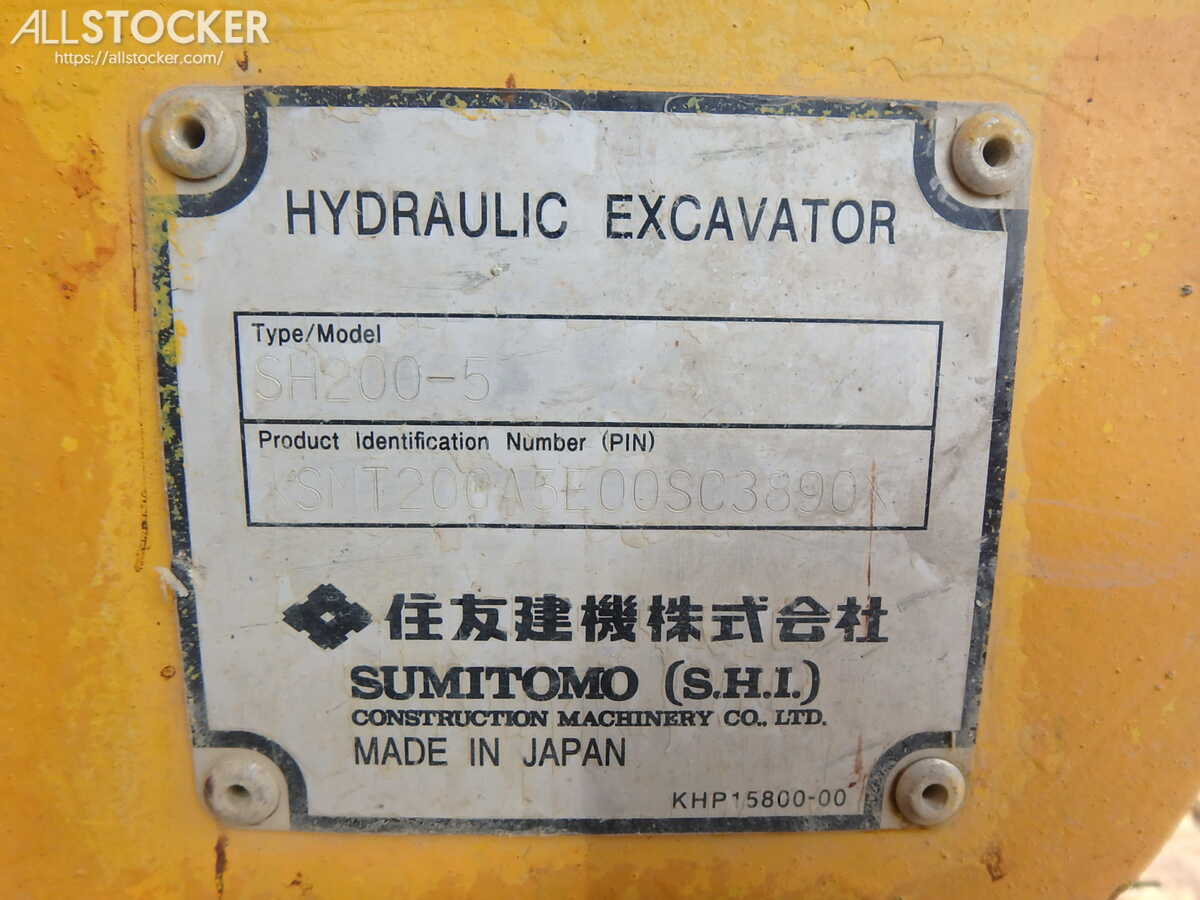 ALLSTOCKER
https://allstocker.com/
HYDRAULIC EXCAVATOR
Type/Model
SH200-5
Product Identification Number (PIN)
*SMT200A5E00SC3890*
住友建機株式会社
SUMITOMO (S.H.I.)
CONSTRUCTION MACHINERY CO., LTD.
MADE IN JAPAN
KHP15800-00